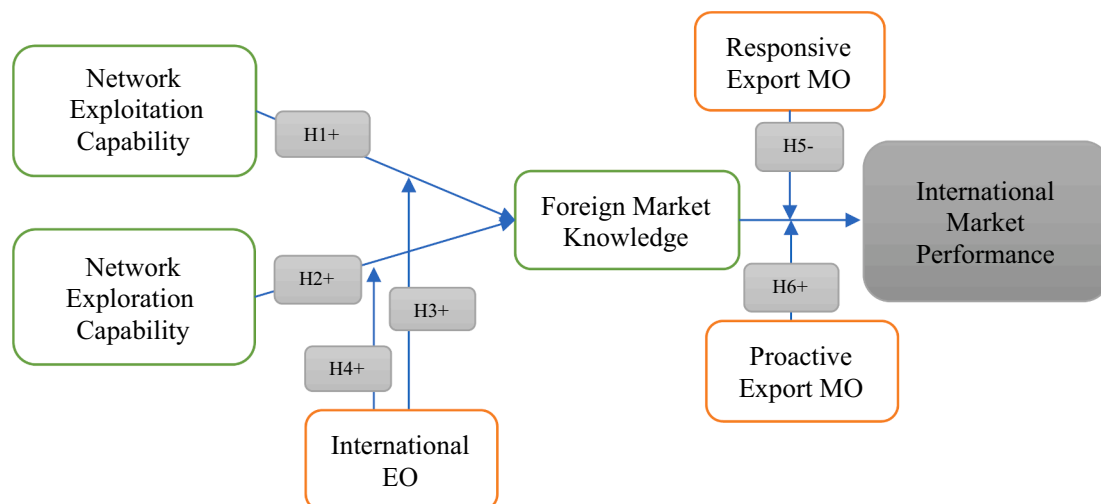 Network
Exploitation
Capability
H1+
Network
Exploration
Capability
H2+
H3+
H4+
International
EO
Foreign Market
Knowledge
Responsive
Export MO
H5-
H6+
Proactive
Export MO
International
Market
Performance